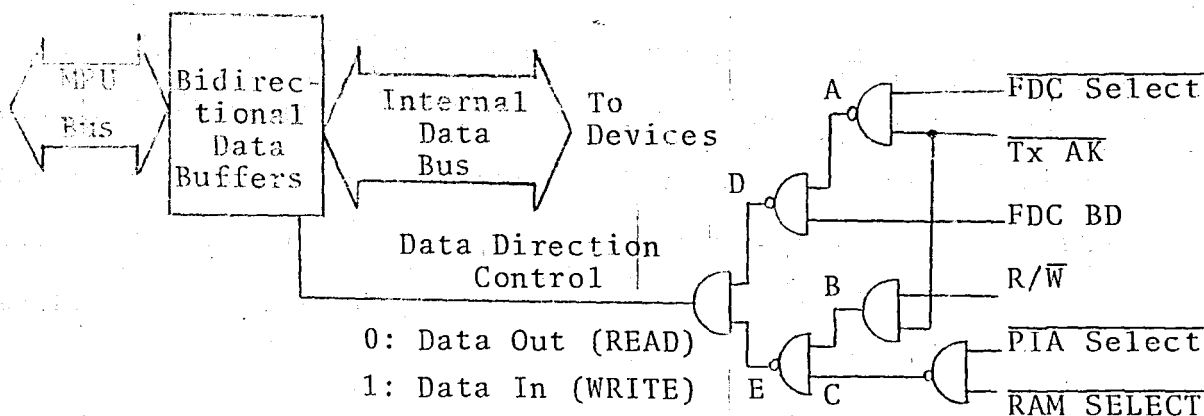 MPU
Bus
Bidirec-
tional
Data
Buffers
Internal
Data
Bus
To
Devices
A
FDC Select
Tx AK
D
FDC BD
Data Direction
Control
B
R/W̅
0: Data Out (READ)
PIA Select
1: Data In (WRITE)
E
C
RAM SELECT